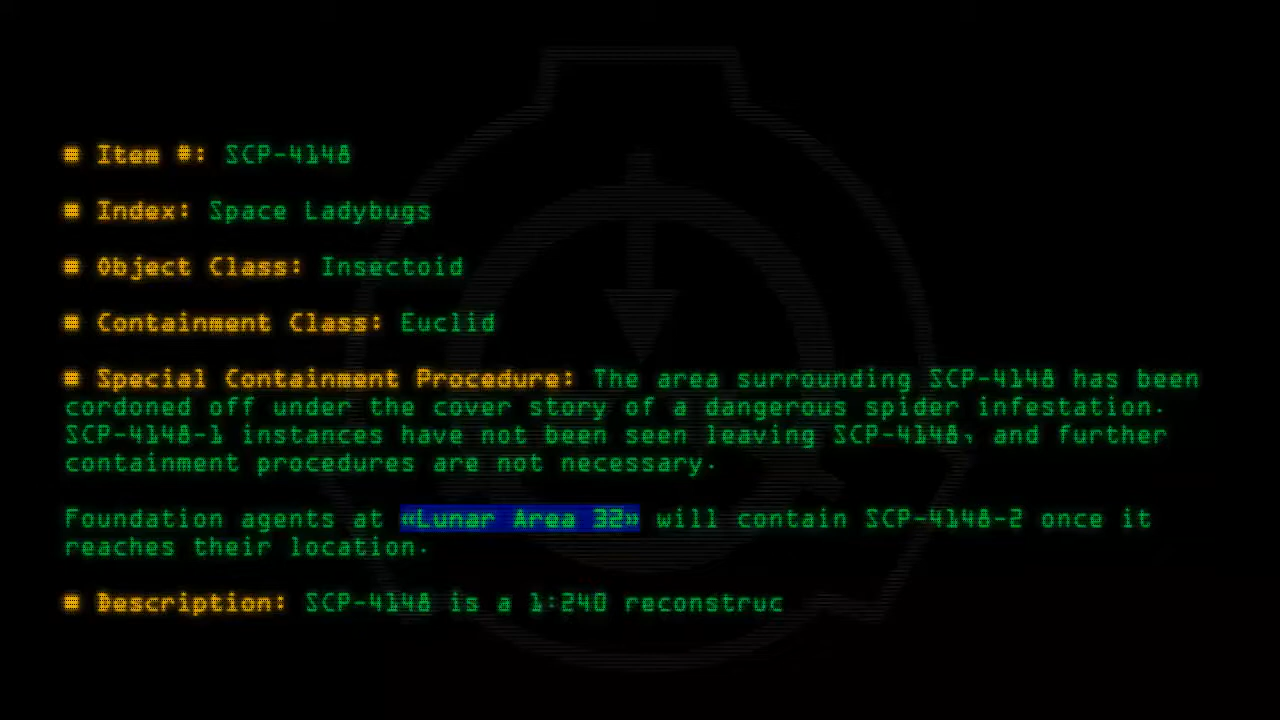 ■ Item #: SCP-4148
■ Index: Space Ladybugs
■ Object Class: Insectoid
■ Containment Class: Euclid
■ Special Containment Procedure: The area surrounding SCP-4148 has been
cordoned off under the cover story of a dangerous spider infestation.
SCP-4148-1 instances have not been seen leaving SCP-4148, and further
containment procedures are not necessary.
Foundation agents at «Lunar Area 32» will contain SCP-4148-2 once it
reaches their location.
■ Description: SCP-4148 is a 1:240 reconstruc